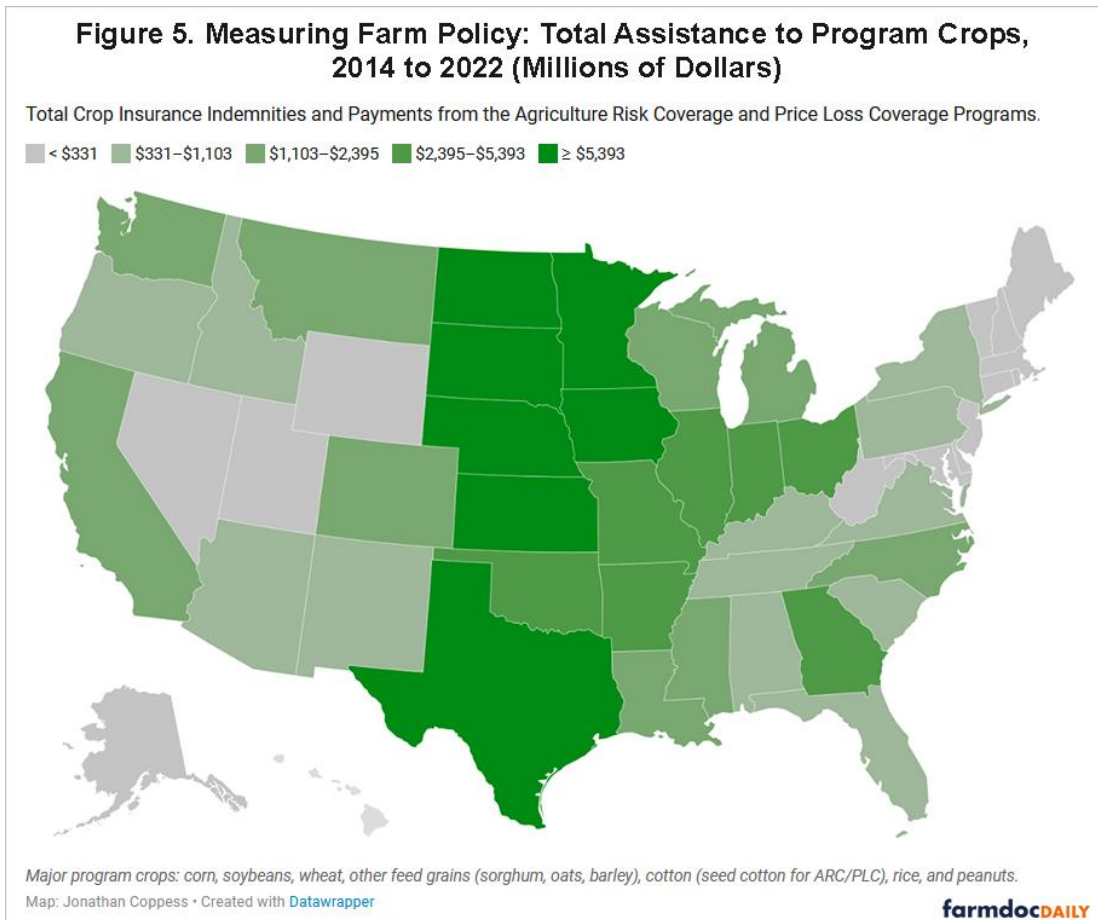 Figure 5. Measuring Farm Policy: Total Assistance to Program Crops,
2014 to 2022 (Millions of Dollars)
Total Crop Insurance Indemnities and Payments from the Agriculture Risk Coverage and Price Loss Coverage Programs.
< $331 $331–$1,103 $1,103–$2,395 $2,395–$5,393 ≥ $5,393
Major program crops: corn, soybeans, wheat, other feed grains (sorghum, oats, barley), cotton (seed cotton for ARC/PLC), rice, and peanuts.
Map: Jonathan Coppess • Created with Datawrapper
farmdocDAILY